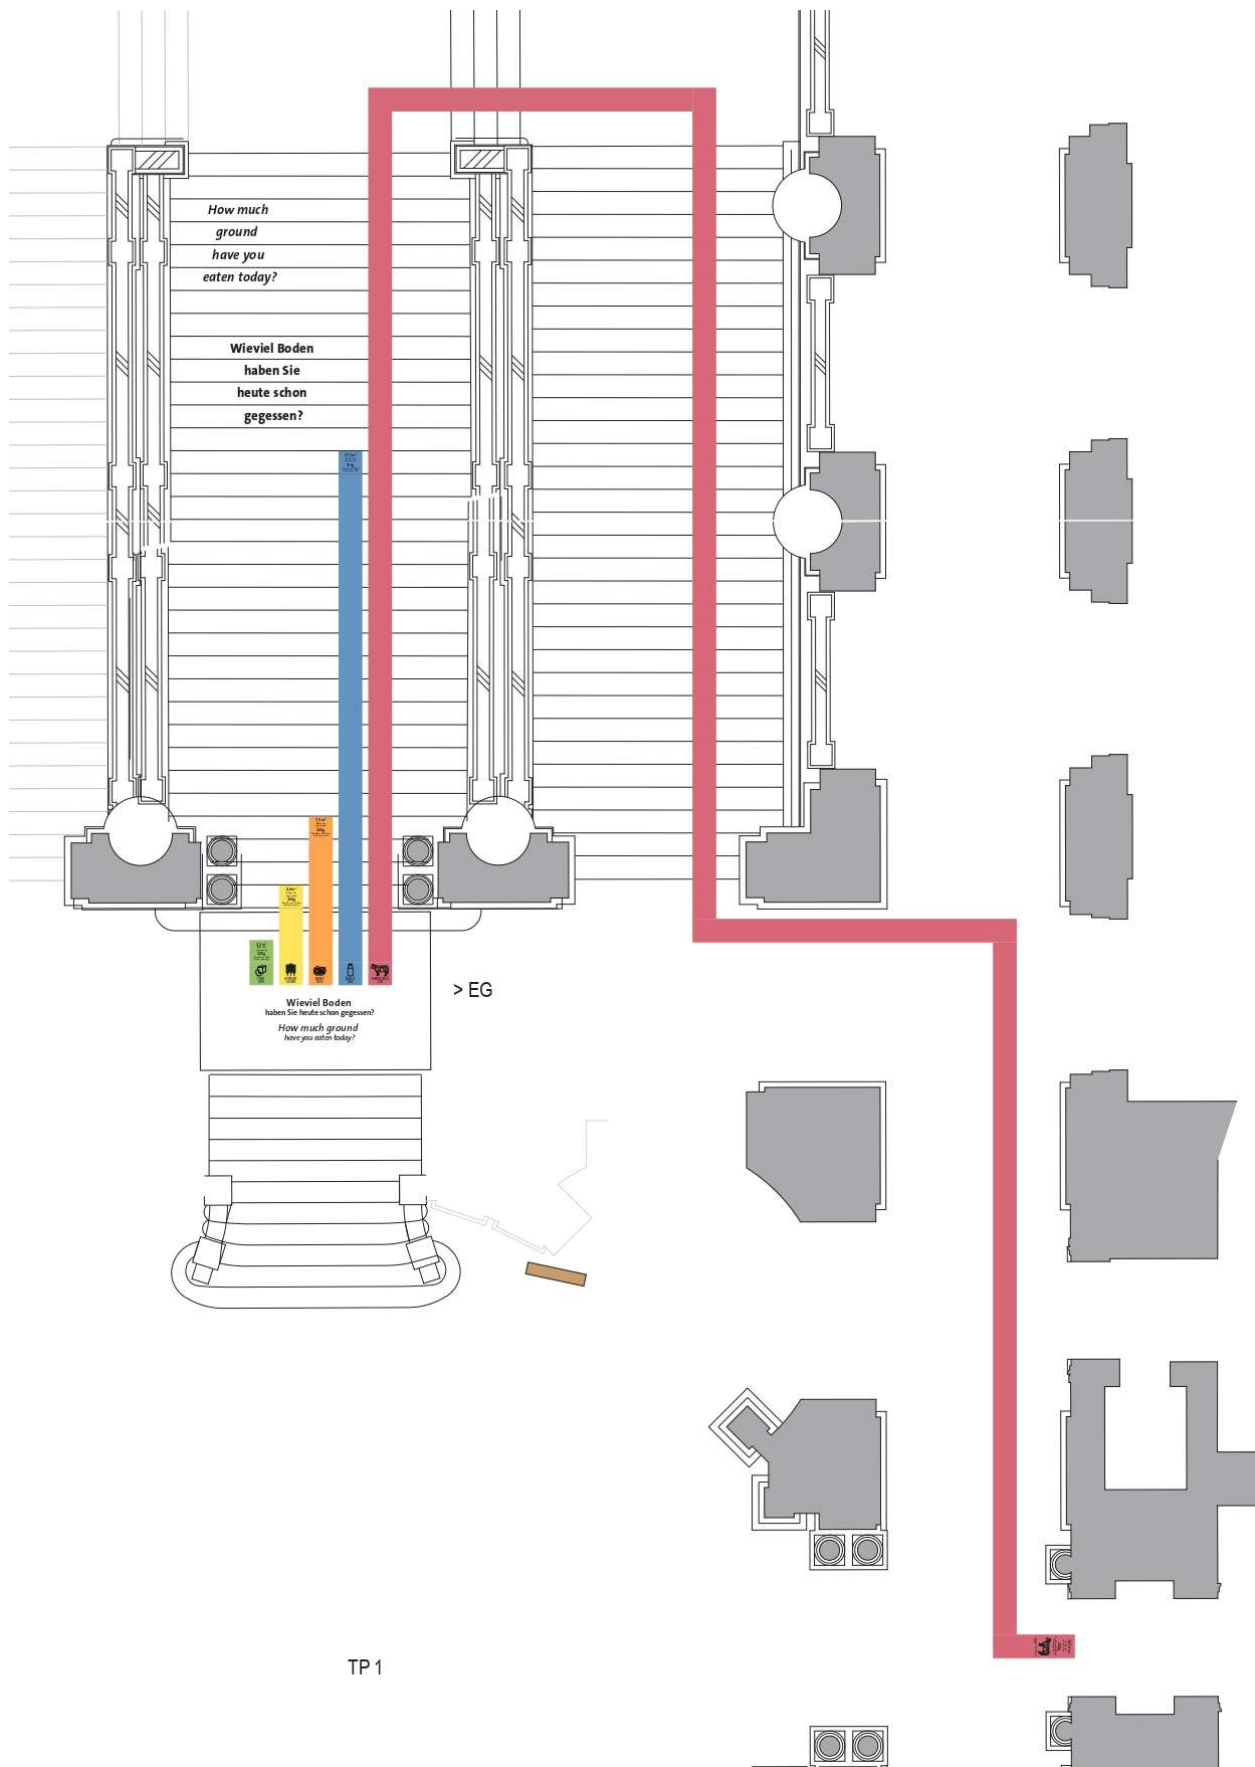 How much
ground
have you
eaten today?
Wieviel Boden
haben Sie
heute schon
gegessen?
> EG
Wieviel Boden
haben Sie heute schon gegessen?
How much ground
have you eaten today?
TP 1